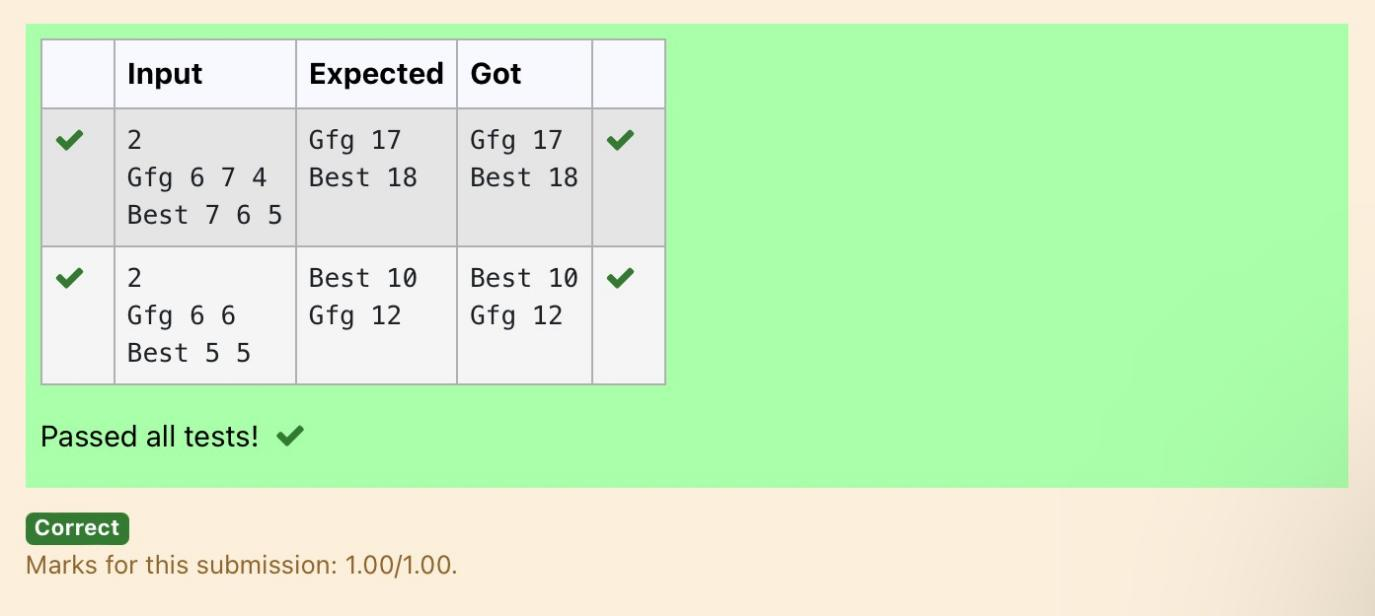 Input Expected Got
2 Gfg 17 Gfg 17
Gfg 6 7 4 Best 18 Best 18
Best 7 6 5
2 Best 10 Best 10
Gfg 6 6 Gfg 12 Gfg 12
Best 5 5
Passed all tests!
Correct
Marks for this submission: 1.00/1.00.